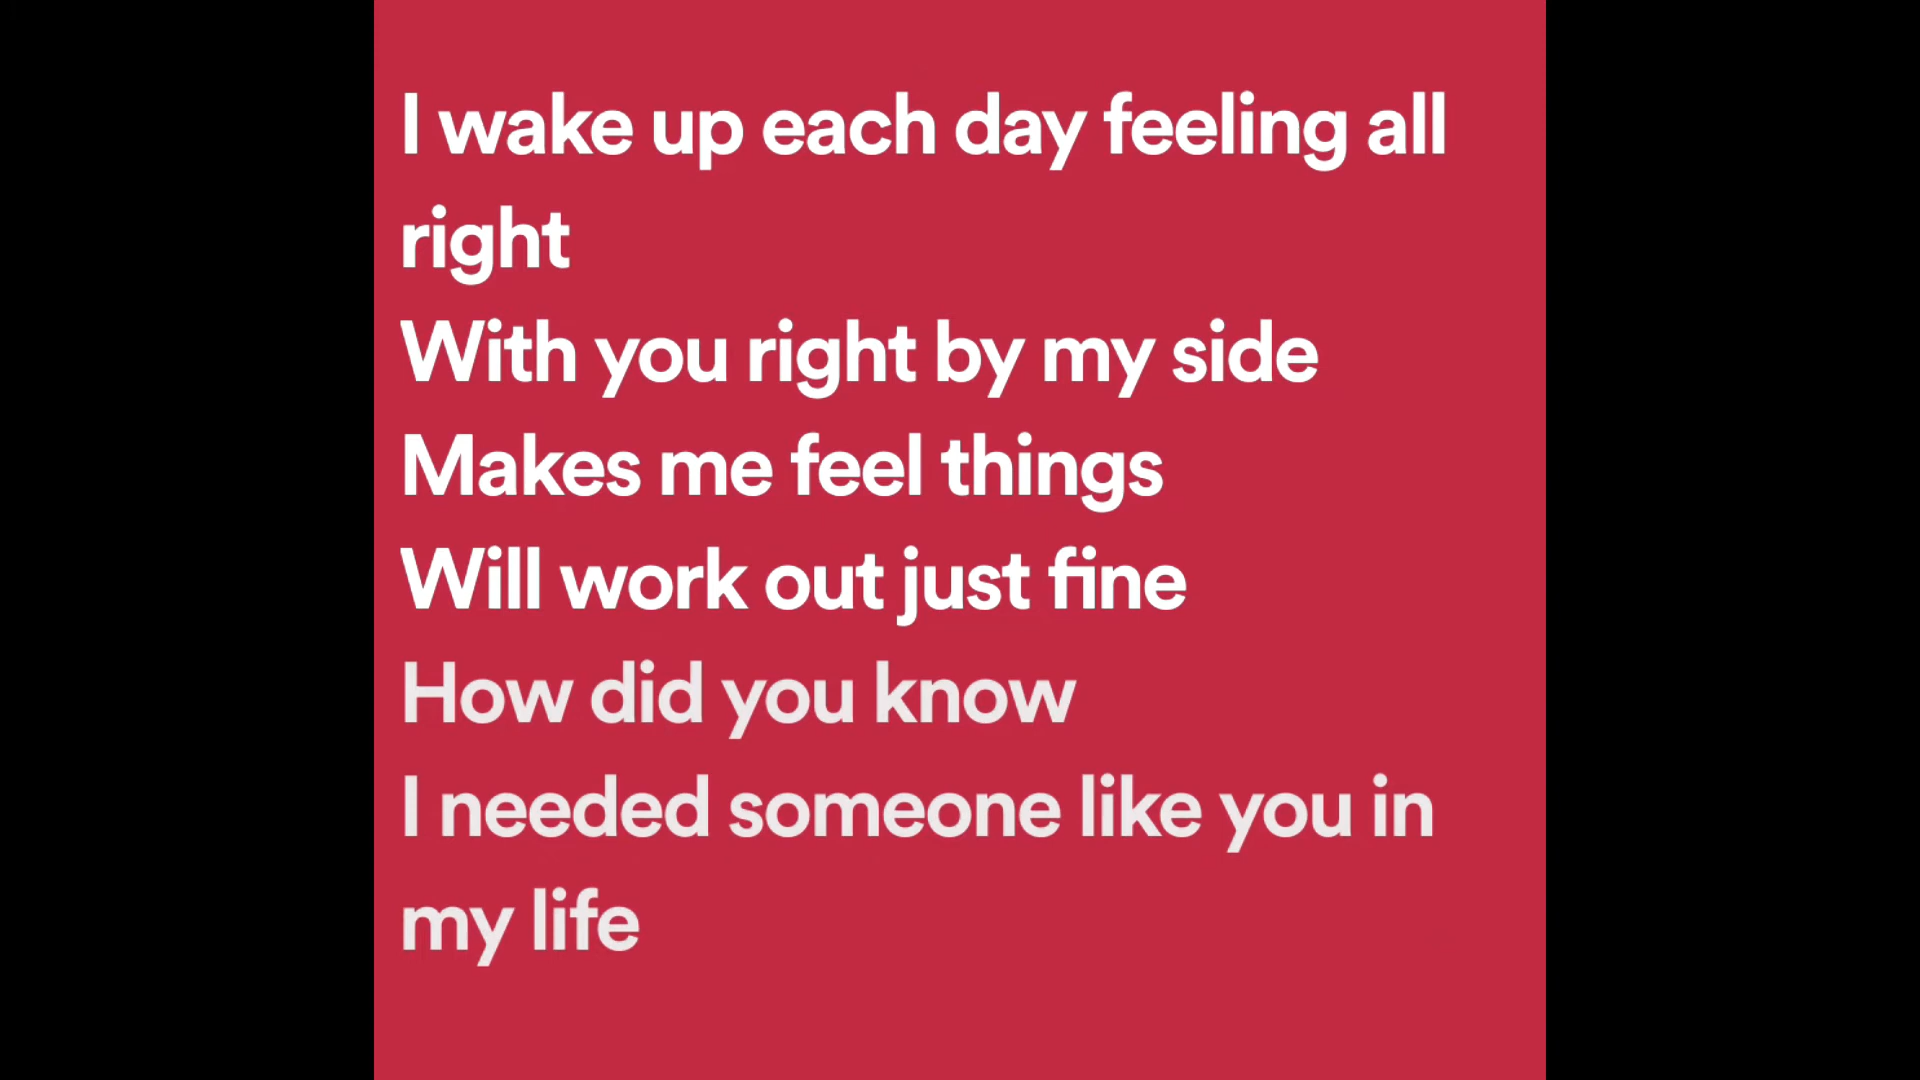 I wake up each day feeling all
right
With you right by my side
Makes me feel things
Will work out just fine
How did you know
I needed someone like you in
my life